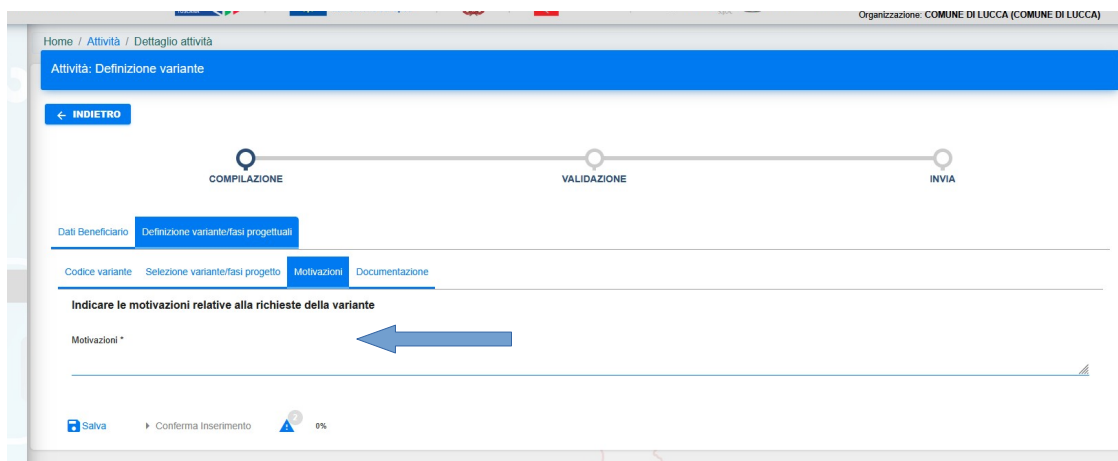 Organizzazione: COMUNE DI LUCCA (COMUNE DI LUCCA)
Home / Attività / Dettaglio attività
Attività: Definizione variante
← INDIETRO
COMPILAZIONE VALIDAZIONE INVIA
Dati Beneficiario Definizione variante/fasi progettuali
Codice variante Selezione variante/fasi progetto Motivazioni Documentazione
Indicare le motivazioni relative alla richieste della variante
Motivazioni *
Salva Conferma Inserimento 2 0%